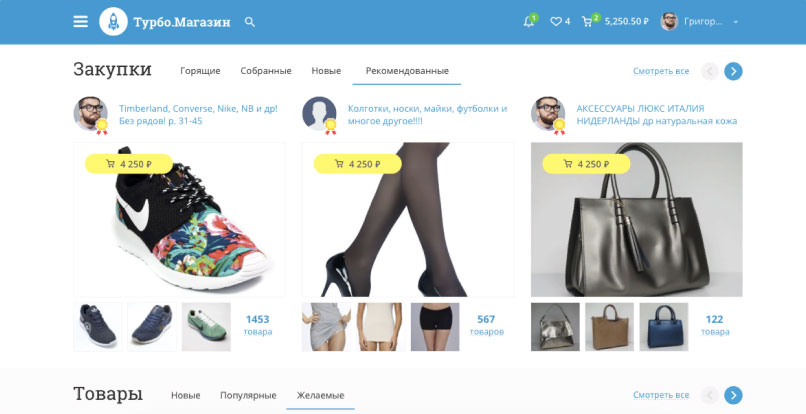 Турбо.Магазин
1
4
2
5,250.50 ₽
Григор...
Закупки
Горящие
Собранные
Новые
Рекомендованные
Смотреть все
Timberland, Converse, Nike, NB и др!
Без рядов! р. 31-45
Колготки, носки, майки, футболки и
многое другое!!!!
АКСЕССУАРЫ ЛЮКС ИТАЛИЯ
НИДЕРЛАНДЫ др натуральная кожа
4 250 ₽
4 250 ₽
4 250 ₽
1453
товара
567
товаров
122
товара
Товары
Новые
Популярные
Желаемые
Смотреть все